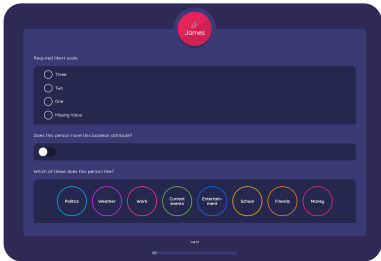 James
Required likert scale
Three
Two
One
Missing Value
Does this person have this boolean attribute?
Which of these does this person like?
Politics
Weather
Work
Current
events
Entertain-
ment
School
Friends
Money